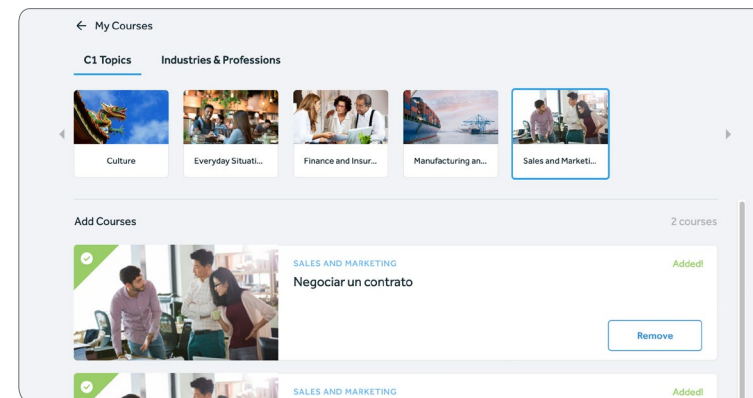 ← My Courses
C1 Topics Industries & Professions
Culture Everyday Situati... Finance and Insur... Manufacturing an... Sales and Marketi...
Add Courses 2 courses
SALES AND MARKETING Added!
Negociar un contrato
Remove
SALES AND MARKETING Added!